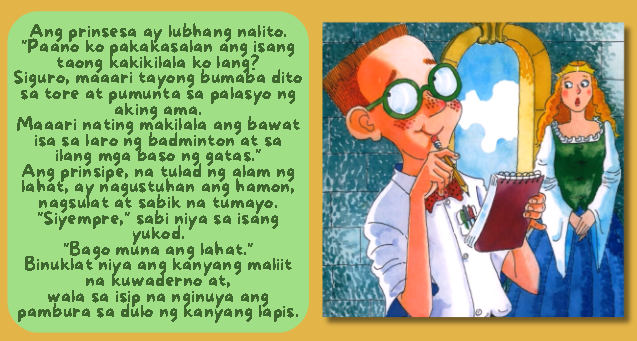 Ang prinsesa ay lubhang nalito.
"Paano ko pakakasalan ang isang
taong kakikilala ko lang?
Siguro, maaari tayong bumaba dito
sa tore at pumunta sa palasyo ng
aking ama.
Maaari nating makilala ang bawat
isa sa laro ng badminton at sa
ilang mga baso ng gatas."
Ang prinsipe, na tulad ng alam ng
lahat, ay nagustuhan ang hamon,
nagsulat at sabik na tumayo.
"Siyempre," sabi niya sa isang
yukod.
"Bago muna ang lahat."
Binuklat niya ang kanyang maliit
na kuwaderno at,
wala sa isip na nginuya ang
pambura sa dulo ng kanyang lapis.